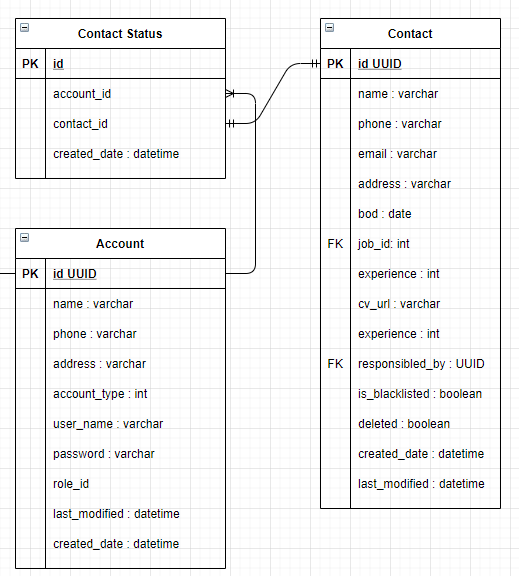 Contact Status
PK id
account_id
contact_id
created_date : datetime
Account
PK id UUID
name : varchar
phone : varchar
address : varchar
account_type : int
user_name : varchar
password : varchar
role_id
last_modified : datetime
created_date : datetime
Contact
PK id UUID
name : varchar
phone : varchar
email : varchar
address : varchar
bod : date
FK job_id: int
experience : int
cv_url : varchar
experience : int
FK responsibled_by : UUID
is_blacklisted : boolean
deleted : boolean
created_date : datetime
last_modified : datetime